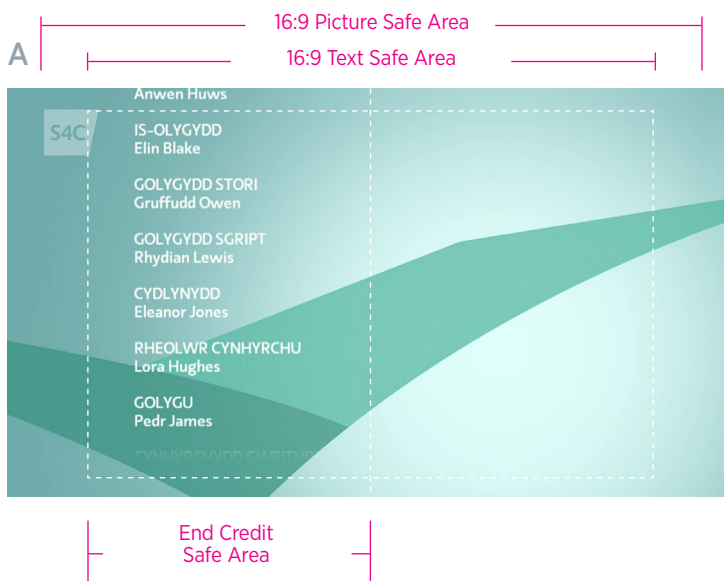 16:9 Picture Safe Area
A
16:9 Text Safe Area
Anwen Huws
S4C
IS-OLYGYDD
Elin Blake
GOLYGYDD STORI
Gruffudd Owen
GOLYGYDD SGRIPT
Rhydian Lewis
CYDLYNYDD
Eleanor Jones
RHEOLWR CYNHYRCHU
Lora Hughes
GOLYGU
Pedr James
CYNHYRCHYDD
End Credit
Safe Area